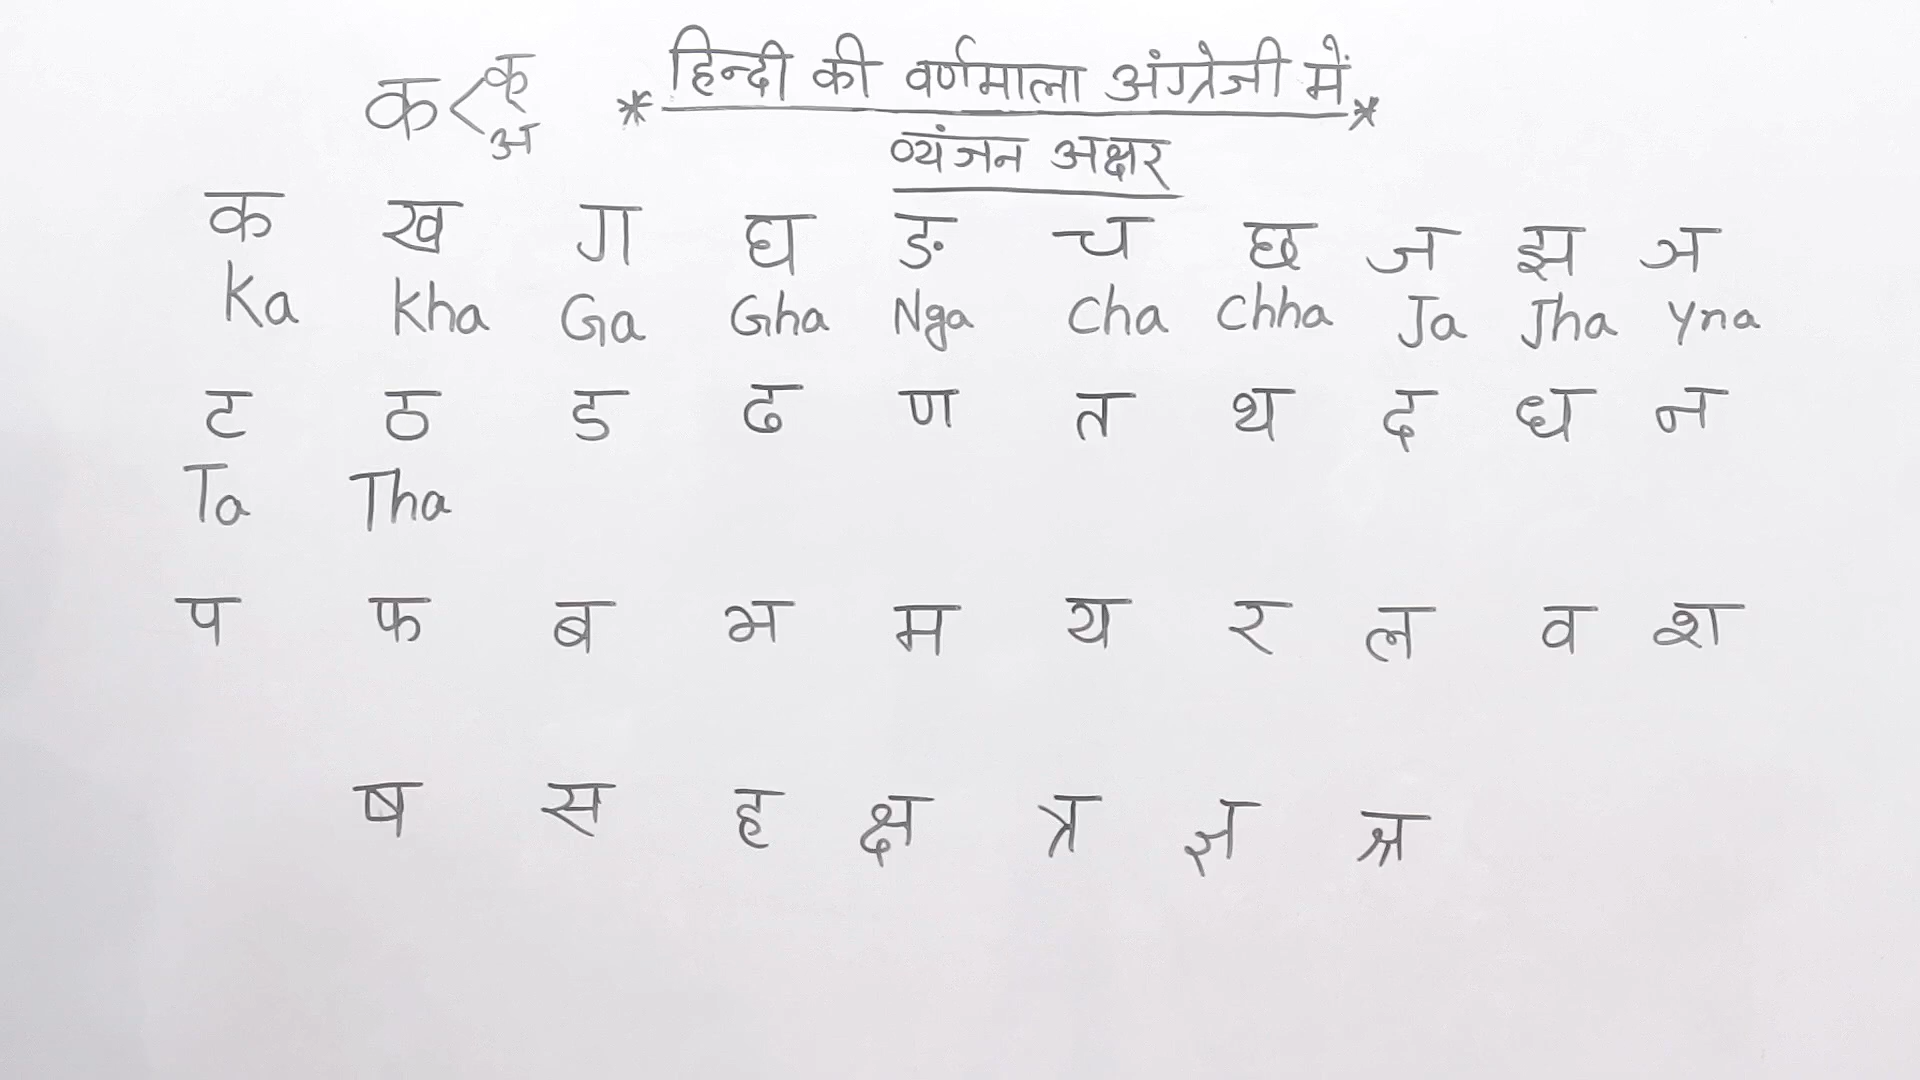 * हिन्दी की वर्णमाला अंग्रेजी में *
क < क् अ
व्यंजन अक्षर
क ख ग घ ङ च छ ज झ ञ
Ka Kha Ga Gha Nga Cha Chha Ja Jha Yna
ट ठ ड ढ ण त थ द ध न
Ta Tha
प फ ब भ म य र ल व श
ष स ह क्ष त्र ज्ञ श्र